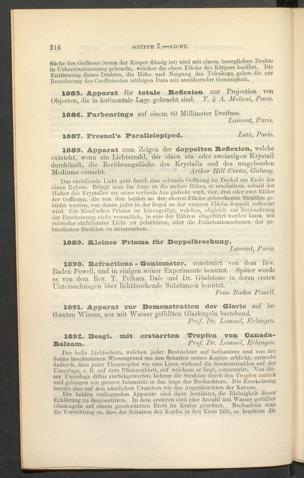 216 GRUPPE 7.—LICHT.
fläche des Gefässes (wenn der Körper flüssig ist) wird mit einem beweglichen Drahte
in Uebereinstimmung gebracht, welcher die obere Fläche des Körpers berührt. Die
Entfernung dieses Drahtes, die Höhe und Neigung des Teleskops geben die zur
Berechnung des Coefficienten nöthigen Data mit annähernder Genauigkeit.
1085. Apparat für totale Reflexion zur Projection von
Objecten, die in horizontale Lage gebracht sind. T. & A. Molteni, Paris.
1086. Farbenringe auf einem 80 Millimeter Dreifuss.
Laurent, Paris.
1087. Fresnel's Parallelepiped. Lutz, Paris.
1089. Apparat zum Zeigen der doppelten Reflexion, welche
entsteht, wenn ein Lichtstrahl, der einen ein- oder zweiaxigen Krystall
durchläuft, die Berührungsfläche des Krystalls und des umgebenden
Mediums erreicht. Arthur Hill Curtis, Galway.
Das einfallende Licht geht durch eine schmale Oeffnung im Deckel am Ende des
einen Rohres. Bringt man das Auge an die andere Röhre, so erscheinen, sobald der
Halter des Krystalles um seine verticale Axe gedreht wird, vier, drei oder zwei Bilder
der Oeffnung, die von den beiden an der oberen Fläche gebrochenen Strahlen
bildet werden, von denen jeder in der Regel an der unteren Fläche doppelt reflectirt
wird. Ein Nicol'sches Prisma ist hinzugefügt, welches, obgleich zur Beobachtung
der Erscheinung nicht wesentlich, in eine der Röhren eingeführt werden kann, um
entweder das einfallende Licht zu polarisiren, oder die Polarisationsebenen der
brochenen Strahlen zu untersuchen.
1089. Kleines Prisma für Doppelbrechung.
Laurent, Paris.
1090. Refractions-Goniometer, construirt von dem Rev.
Baden Powell, und in einigen seiner Experimente benutzt. Später wurde
es von dem Rev. T. Pelham Dale und Dr. Gladstone in deren ersten
Untersuchungen über lichtbrechende Substanzen benutzt.
Frau Baden Powell.
1091. Apparat zur Demonstration der Gloria auf be-
thauten Wiesen, aus mit Wasser gefüllten Glaskugeln bestehend.
Prof. Dr. Lommel, Erlangen.
1092. Desgl. mit erstarrten Tropfen von Canada-
Balsam. Prof. Dr. Lommel, Erlangen.
Der helle Lichtschein, welchen jeder Beobachter auf bethautem und von der
Sonne beschienenem Wiesengrund um den Schatten seines Kopfes erblickt, entsteht
dadurch, dass jeder Thautropfen wie eine Linse wirkend die Sonnenstrahlen auf der
Unterlage, z. B. auf dem Pflanzenblatt, auf welchem er liegt, concentrirt. Von die-
ser Unterlage diffus zurückgeworfen, kehren die Strahlen durch den Tropfen zurück
und gelangen mit grosser Intensität in das Auge des Beobachters. Die Erscheinung
beruht also auf den nämlichen Ursachen wie das Augenleuchten der Katzen.
Die beiden vorliegenden Apparate sind dazu bestimmt, die Richtigkeit dieser
Erklärung zu demonstriren. In dem ersteren sind eine Anzahl mit Wasser gefüllter
Glaskugeln auf einem geschwärzten Brett im Kreise geordnet. Beobachtet man
die Vorrichtung so, dass der Schatten des Kopfes in den Kreis fällt, so leuchten die